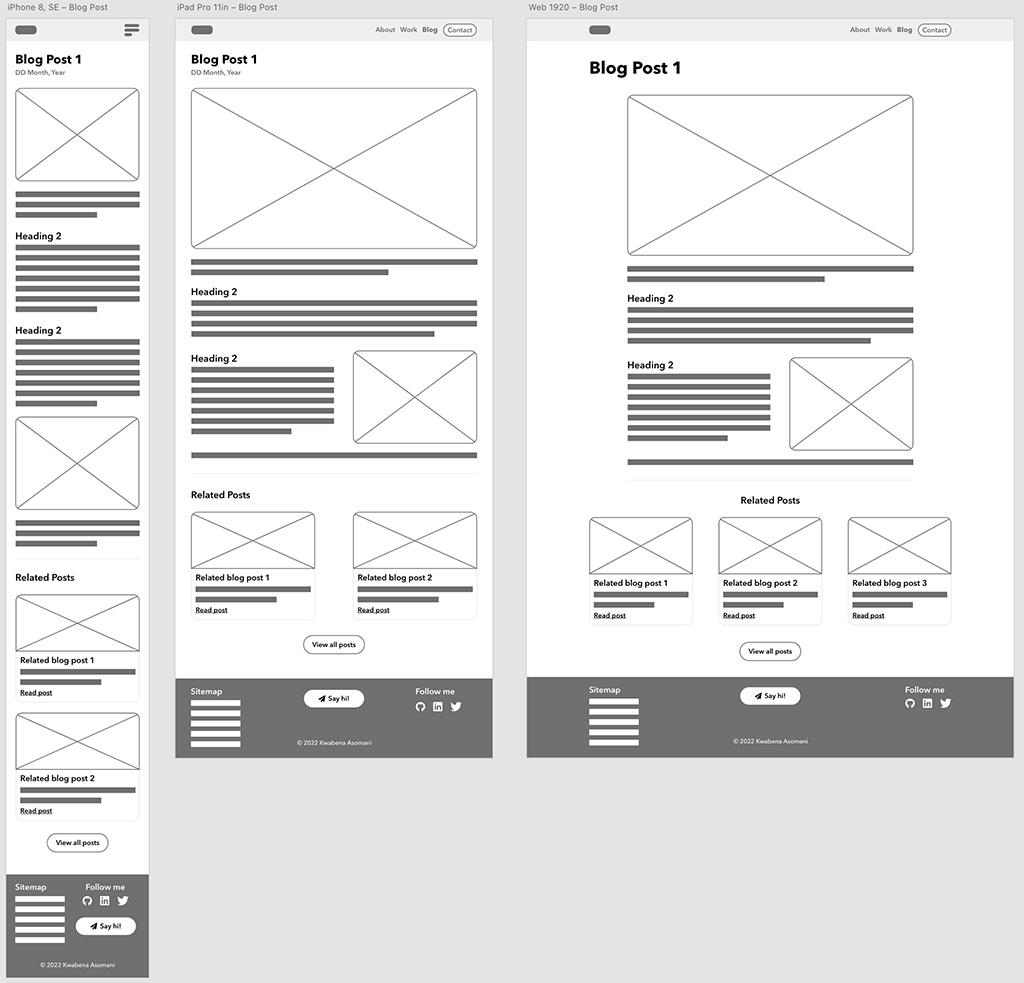 iPhone 8, SE – Blog Post
Blog Post 1
DD Month, Year
Heading 2
Heading 2
Related Posts
Related blog post 1
Read post
Related blog post 2
Read post
View all posts
Sitemap
Follow me
Say hi!
© 2022 Kwabena Asomani
iPad Pro 11in – Blog Post
About Work Blog Contact
Blog Post 1
DD Month, Year
Heading 2
Heading 2
Related Posts
Related blog post 1
Read post
Related blog post 2
Read post
View all posts
Sitemap
Say hi!
Follow me
© 2022 Kwabena Asomani
Web 1920 – Blog Post
About Work Blog Contact
Blog Post 1
Heading 2
Heading 2
Related Posts
Related blog post 1
Read post
Related blog post 2
Read post
Related blog post 3
Read post
View all posts
Sitemap
Say hi!
Follow me
© 2022 Kwabena Asomani